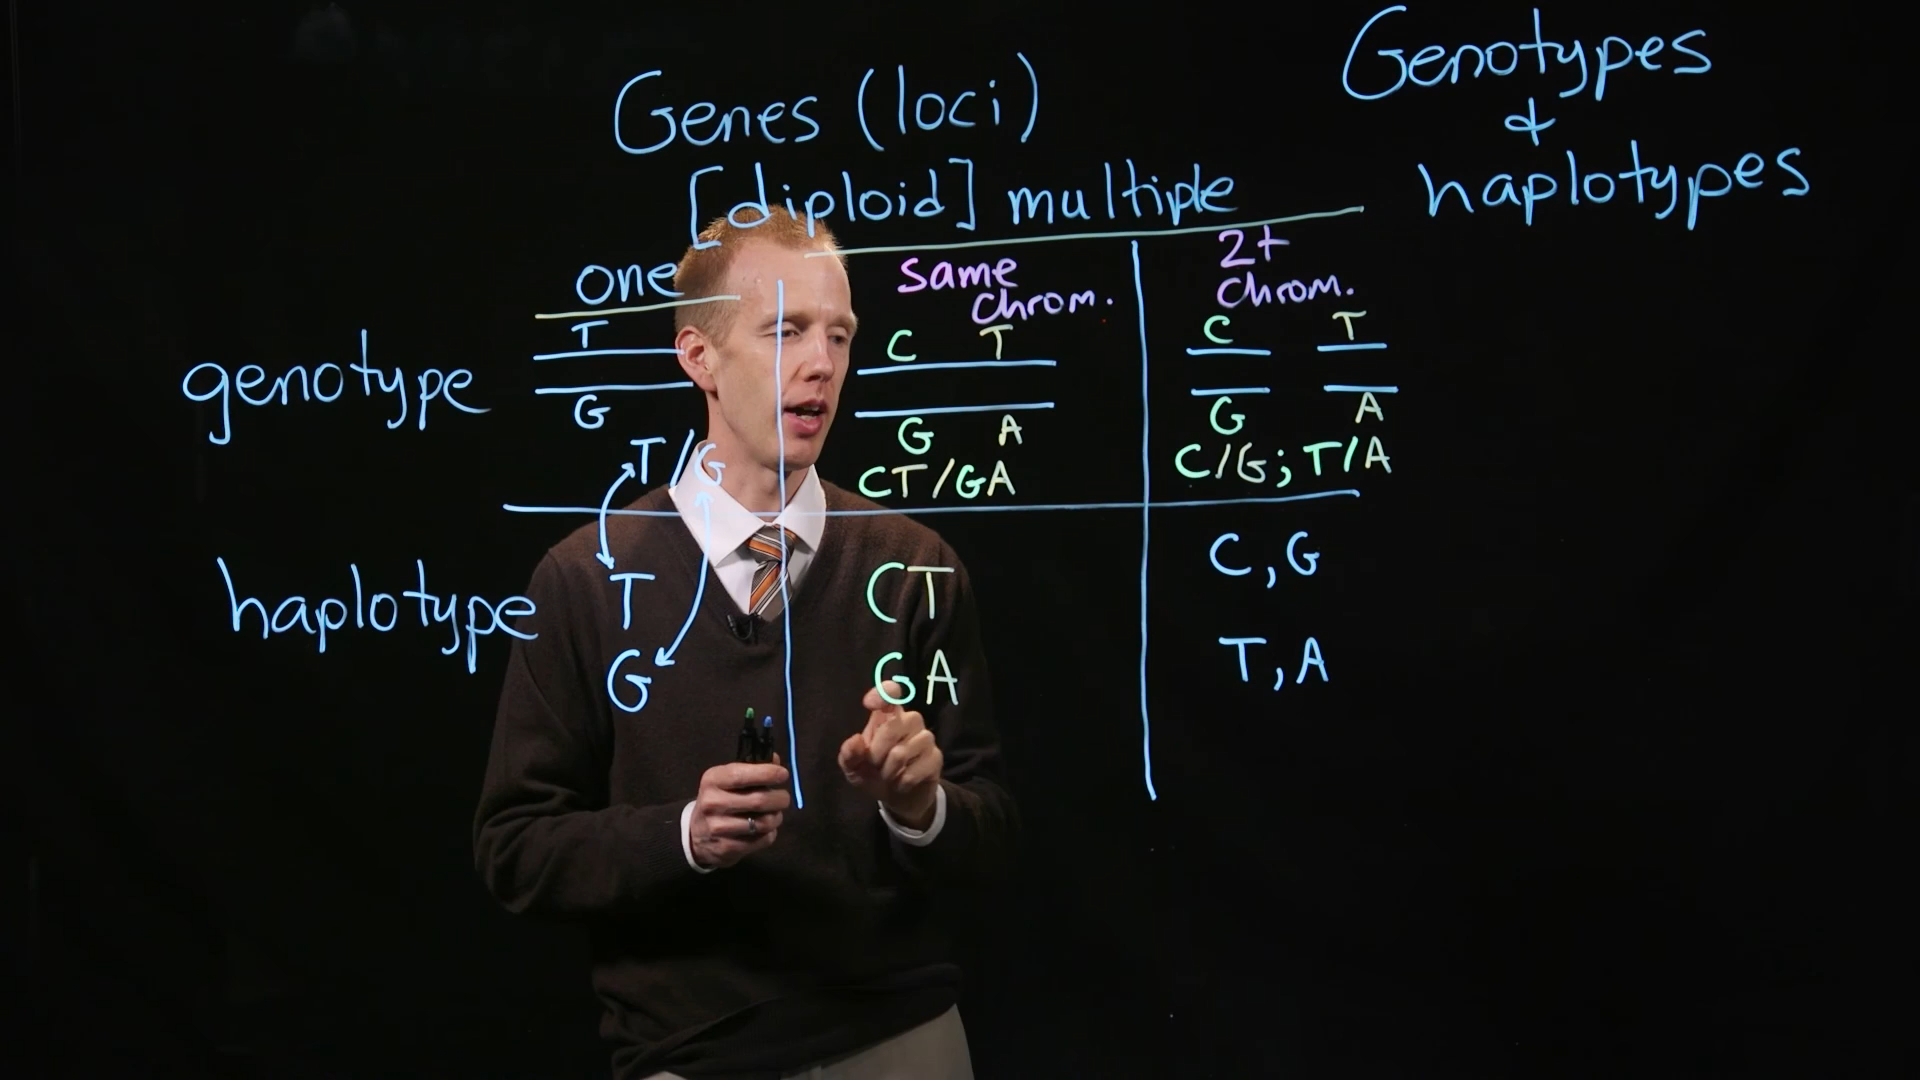 Genotypes
&
haplotypes
Genes (loci)
[diploid] multiple
one
same
chrom.
2+
chrom.
genotype
T
G
T/G
C T
G A
CT/GA
C T
G A
C/G; T/A
haplotype
T
G
CT
GA
C, G
T, A